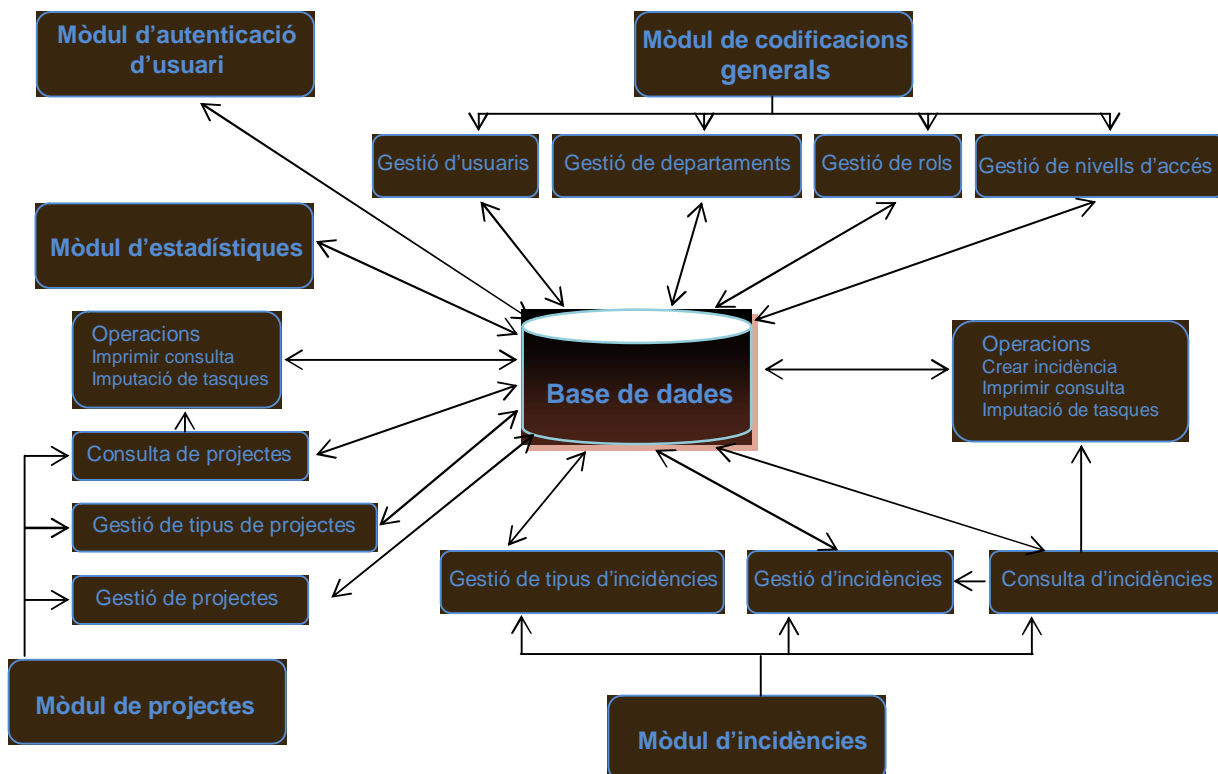 Mòdul d'autenticació
d'usuari
Mòdul de codificacions
generals
Gestió d'usuaris
Gestió de departaments
Gestió de rols
Gestió de nivells d'accés
Mòdul d'estadístiques
Operacions
Imprimir consulta
Imputació de tasques
Base de dades
Operacions
Crear incidència
Imprimir consulta
Imputació de tasques
Consulta de projectes
Gestió de tipus de projectes
Gestió de projectes
Gestió de tipus d'incidències
Gestió d'incidències
Consulta d'incidències
Mòdul de projectes
Mòdul d'incidències